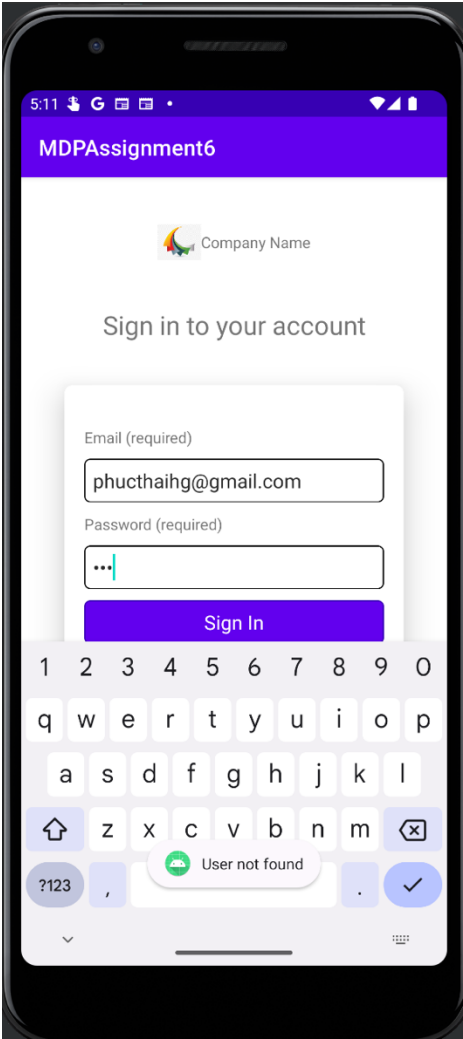 5:11 G
MDPAssignment6
Company Name
Sign in to your account
Email (required)
phucthaihg@gmail.com
Password (required)
•••
Sign In
1 2 3 4 5 6 7 8 9 0
q w e r t y u i o p
a s d f g h j k l
z x c v b n m
User not found
?123 , .